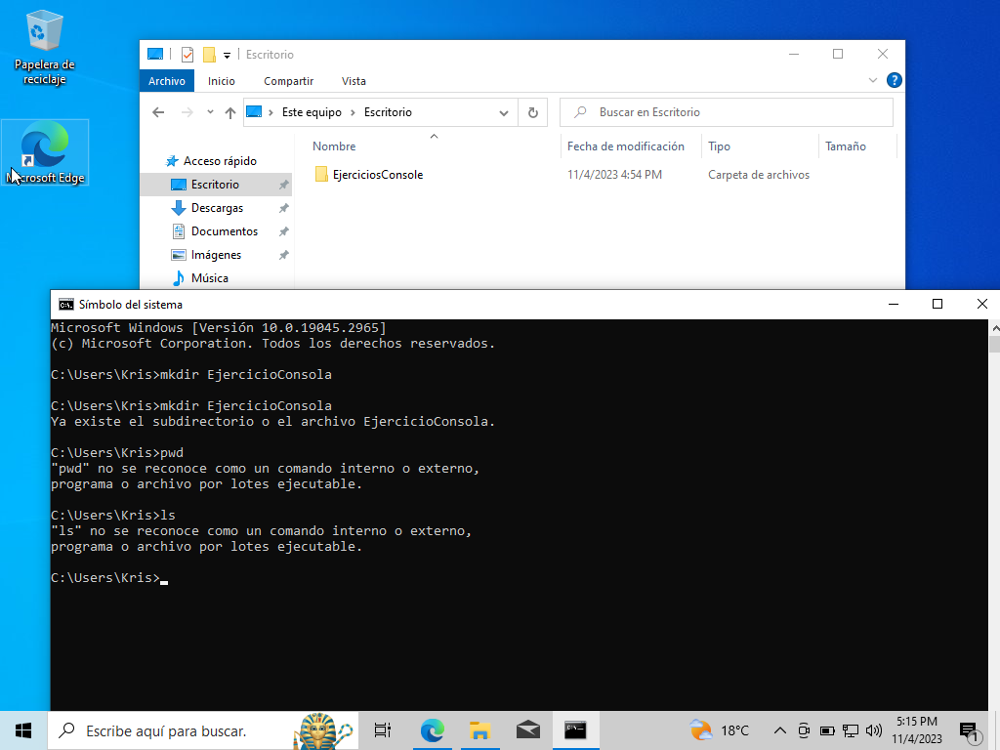 Papelera de
reciclaje
Microsoft Edge
Escritorio
Archivo Inicio Compartir Vista
Este equipo Escritorio
Buscar en Escritorio
Nombre Fecha de modificación Tipo Tamaño
Acceso rápido
Escritorio
Descargas
Documentos
Imágenes
Música
EjerciciosConsole 11/4/2023 4:54 PM Carpeta de archivos
Símbolo del sistema
Microsoft Windows [Versión 10.0.19045.2965]
(c) Microsoft Corporation. Todos los derechos reservados.
C:\Users\Kris>mkdir EjercicioConsola
C:\Users\Kris>mkdir EjercicioConsola
Ya existe el subdirectorio o el archivo EjercicioConsola.
C:\Users\Kris>pwd
"pwd" no se reconoce como un comando interno o externo,
programa o archivo por lotes ejecutable.
C:\Users\Kris>ls
"ls" no se reconoce como un comando interno o externo,
programa o archivo por lotes ejecutable.
C:\Users\Kris>
Escribe aquí para buscar.
18°C
5:15 PM
11/4/2023
1